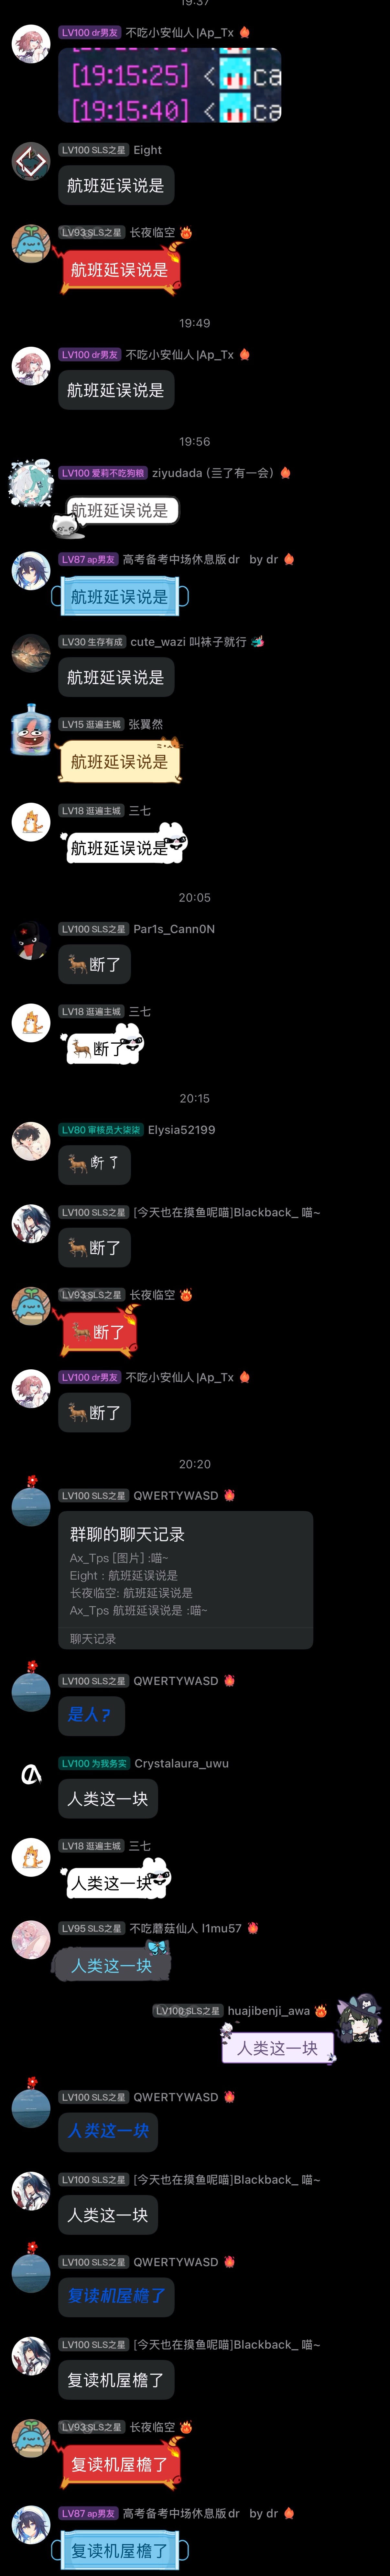 19:37
LV100 dr男友 不吃小安仙人|Ap_Tx
[19:15:25] < ca
[19:15:40] < ca
LV100 SLS之星 Eight
航班延误说是
LV93 SLS之星 长夜临空
航班延误说是
19:49
LV100 dr男友 不吃小安仙人|Ap_Tx
航班延误说是
19:56
LV100 爱莉不吃狗粮 ziyudada (亖了有一会)
航班延误说是
LV87 ap男友 高考备考中场休息版dr by dr
航班延误说是
LV30 生存有成 cute_wazi 叫袜子就行
航班延误说是
LV15 逛遍主城 张翼然
航班延误说是
LV18 逛遍主城 三七
航班延误说是
20:05
LV100 SLS之星 Par1s_Cann0N
🦌断了
LV18 逛遍主城 三七
🦌断了
20:15
LV80 审核员大柒柒 Elysia52199
🦌断了
LV100 SLS之星 [今天也在摸鱼呢喵]Blackback_ 喵~
🦌断了
LV93 SLS之星 长夜临空
🦌断了
LV100 dr男友 不吃小安仙人|Ap_Tx
🦌断了
20:20
LV100 SLS之星 QWERTYWASD
群聊的聊天记录
Ax_Tps [图片] :喵~
Eight : 航班延误说是
长夜临空: 航班延误说是
Ax_Tps 航班延误说是 :喵~
聊天记录
LV100 SLS之星 QWERTYWASD
是人?
LV100 为我务实 Crystalaura_uwu
人类这一块
LV18 逛遍主城 三七
人类这一块
LV95 SLS之星 不吃蘑菇仙人 l1mu57
人类这一块
LV100 SLS之星 huajibenji_awa
人类这一块
LV100 SLS之星 QWERTYWASD
人类这一块
LV100 SLS之星 [今天也在摸鱼呢喵]Blackback_ 喵~
人类这一块
LV100 SLS之星 QWERTYWASD
复读机屋檐了
LV100 SLS之星 [今天也在摸鱼呢喵]Blackback_ 喵~
复读机屋檐了
LV93 SLS之星 长夜临空
复读机屋檐了
LV87 ap男友 高考备考中场休息版dr by dr
复读机屋檐了